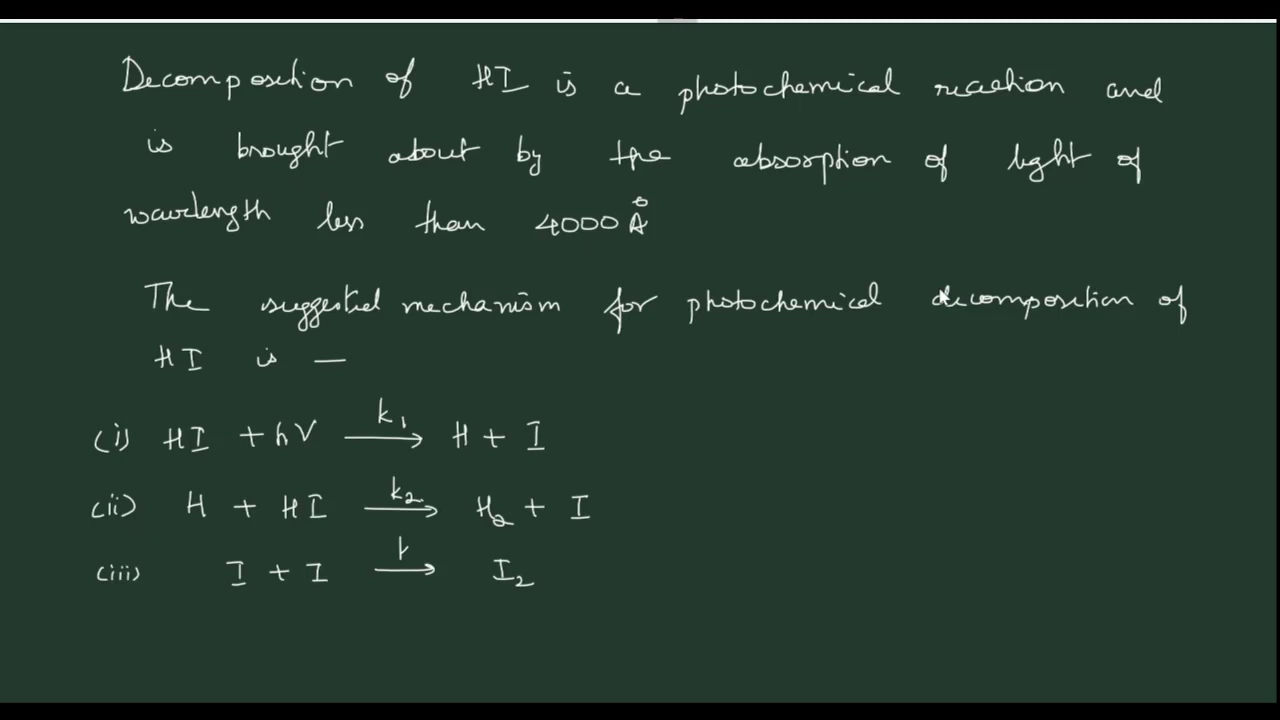 Decomposition of HI is a photochemical reaction and
is brought about by the absorption of light of
wavelength less than 4000 Å
The suggested mechanism for photochemical decomposition of
HI is —
(i) HI + hν —k₁→ H + I
(ii) H + HI —k₂→ H₂ + I
(iii) I + I —k→ I₂